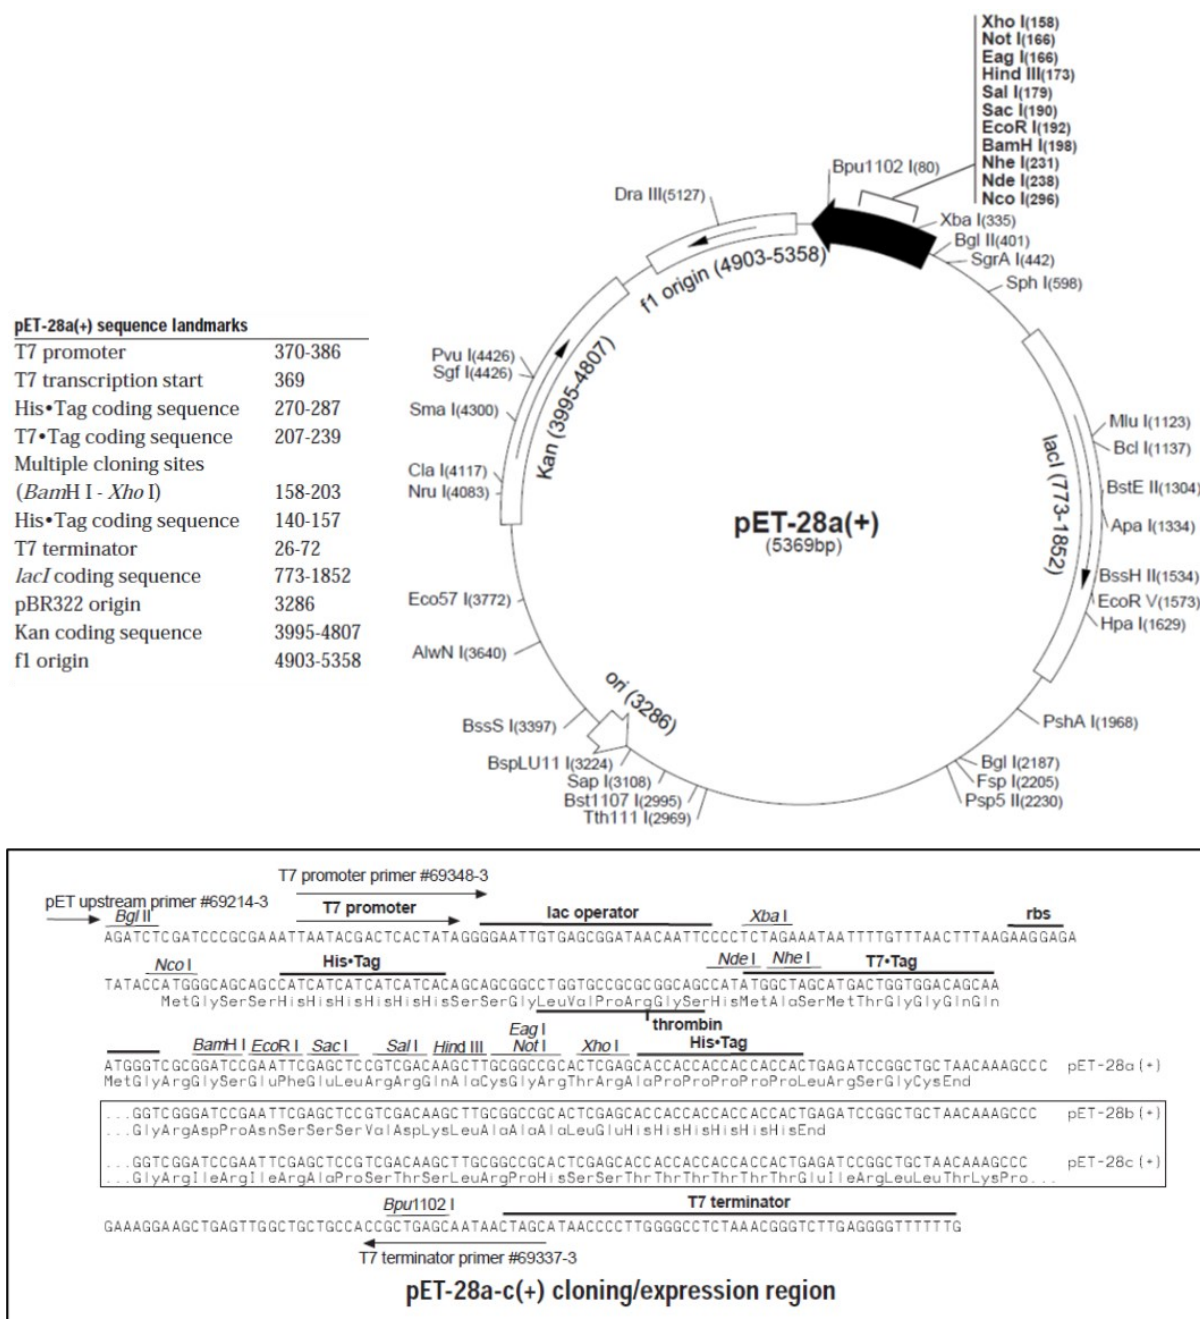 Xho I(158)
Not I(166)
Eag I(166)
Hind III(173)
Sal I(179)
Sac I(190)
EcoR I(192)
BamH I(198)
Nhe I(231)
Nde I(238)
Nco I(296)
Bpu1102 I(80)
Dra III(5127)
Xba I(335)
Bgl II(401)
SgrA I(442)
Sph I(598)
f1 origin (4903-5358)
Pvu I(4426)
Sgf I(4426)
Sma I(4300)
Kan (3995-4807)
Cla I(4117)
Nru I(4083)
Mlu I(1123)
Bcl I(1137)
lacI (773-1852)
BstE II(1304)
Apa I(1334)
BssH II(1534)
EcoR V(1573)
Hpa I(1629)
pET-28a(+)
(5369bp)
Eco57 I(3772)
AlwN I(3640)
ori (3286)
BssS I(3397)
PshA I(1968)
BspLU11 I(3224)
Sap I(3108)
Bst1107 I(2995)
Tth111 I(2969)
Bgl I(2187)
Fsp I(2205)
Psp5 II(2230)
pET-28a(+) sequence landmarks
T7 promoter 370-386
T7 transcription start 369
His•Tag coding sequence 270-287
T7•Tag coding sequence 207-239
Multiple cloning sites
(BamH I - Xho I) 158-203
His•Tag coding sequence 140-157
T7 terminator 26-72
lacI coding sequence 773-1852
pBR322 origin 3286
Kan coding sequence 3995-4807
f1 origin 4903-5358
T7 promoter primer #69348-3
pET upstream primer #69214-3
Bgl II T7 promoter lac operator Xba I rbs
AGATCTCGATCCCGCGAAATTAATACGACTCACTATAGGGGAATTGTGAGCGGATAACAATTCCCCTCTAGAAATAATTTTGTTTAACTTTAAGAAGGAGA
Nco I His•Tag Nde I Nhe I T7•Tag
TATACCATGGGCAGCAGCCATCATCATCATCATCACAGCAGCGGCCTGGTGCCGCGCGGCAGCCATATGGCTAGCATGACTGGTGGACAGCAA
MetGlySerSerHisHisHisHisHisHisSerSerGlyLeuValProArgGlySerHisMetAlaSerMetThrGlyGlyGlnGln
thrombin
BamH I EcoR I Sac I Sal I Hind III Eag I Not I Xho I His•Tag
ATGGGTCGCGGATCCGAATTCGAGCTCCGTCGACAAGCTTGCGGCCGCACTCGAGCACCACCACCACCACCACTGAGATCCGGCTGCTAACAAAGCCC pET-28a(+)
MetGlyArgGlySerGluPheGluLeuArgArgGlnAlaCysGlyArgThrArgAlaProProProProProProLeuArgSerGlyCysEnd
...GGTCGGGATCCGAATTCGAGCTCCGTCGACAAGCTTGCGGCCGCACTCGAGCACCACCACCACCACCACTGAGATCCGGCTGCTAACAAAGCCC pET-28b(+)
...GlyArgAspProAsnSerSerSerValAspLysLeuAlaAlaAlaLeuGluHisHisHisHisHisHisEnd
...GGTCGGATCCGAATTCGAGCTCCGTCGACAAGCTTGCGGCCGCACTCGAGCACCACCACCACCACCACTGAGATCCGGCTGCTAACAAAGCCC pET-28c(+)
...GlyArgIleArgIleArgAlaProSerThrSerLeuArgProHisSerSerThrThrThrThrThrThrGluIleArgLeuLeuThrLysPro...
Bpu1102 I T7 terminator
GAAAGGAAGCTGAGTTGGCTGCTGCCACCGCTGAGCAATAACTAGCATAACCCCTTGGGGCCTCTAAACGGGTCTTGAGGGGTTTTTTG
T7 terminator primer #69337-3
pET-28a-c(+) cloning/expression region